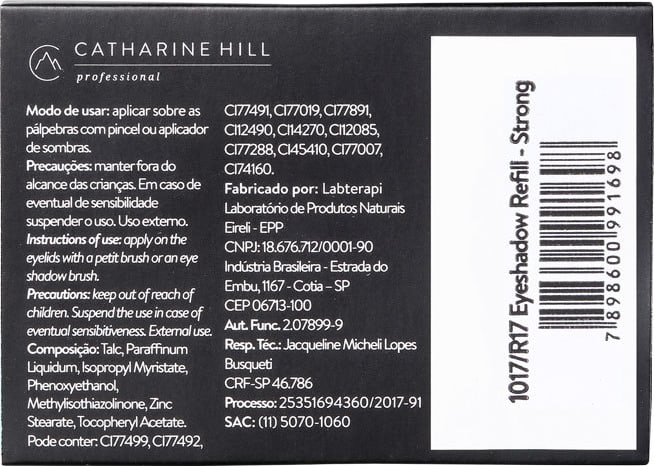 CATHARINE HILL
professional
Modo de usar: aplicar sobre as
pálpebras com pincel ou aplicador
de sombras.
Precauções: manter fora do
alcance das crianças. Em caso de
eventual de sensibilidade
suspender o uso. Uso externo.
Instructions of use: apply on the
eyelids with a petit brush or an eye
shadow brush.
Precautions: keep out of reach of
children. Suspend the use in case of
eventual sensibitiveness. External use.
Composição: Talc, Paraffinum
Liquidum, Isopropyl Myristate,
Phenoxyethanol,
Methylisothiazolinone, Zinc
Stearate, Tocopheryl Acetate.
Pode conter: CI77499, CI77492,
CI77491, CI77019, CI77891,
CI12490, CI14270, CI12085,
CI77288, CI45410, CI77007,
CI74160.
Fabricado por: Labterapi
Laboratório de Produtos Naturais
Eireli - EPP
CNPJ: 18.676.712/0001-90
Indústria Brasileira - Estrada do
Embu, 1167 - Cotia – SP
CEP 06713-100
Aut. Func. 2.07899-9
Resp. Téc.: Jacqueline Micheli Lopes
Busqueti
CRF-SP 46.786
Processo: 25351694360/2017-91
SAC: (11) 5070-1060
1017/R17 Eyeshadow Refill - Strong
7 898600 991698